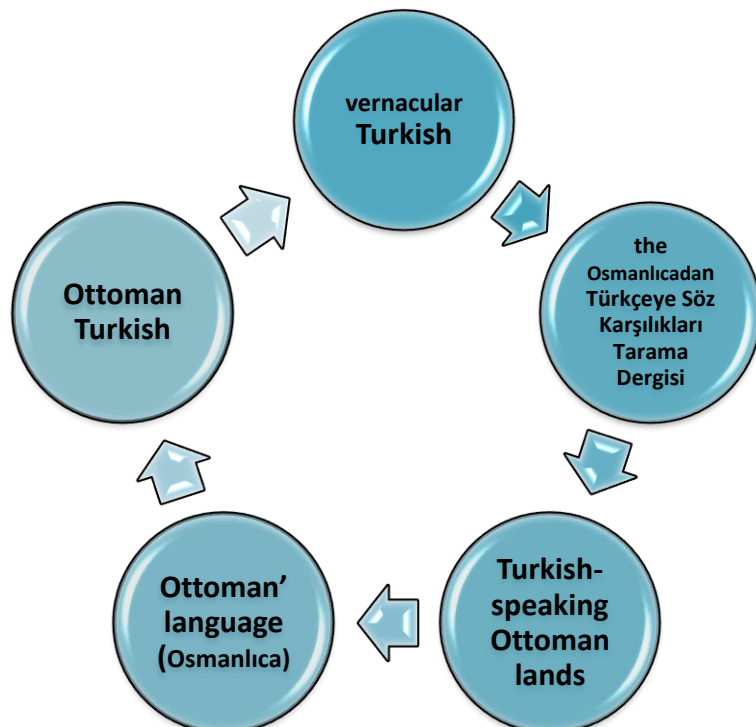 vernacular
Turkish
the
Osmanlıcadan
Türkçeye Söz
Karşılıkları
Tarama
Dergisi
Turkish-
speaking
Ottoman
lands
Ottoman’
language
(Osmanlıca)
Ottoman
Turkish